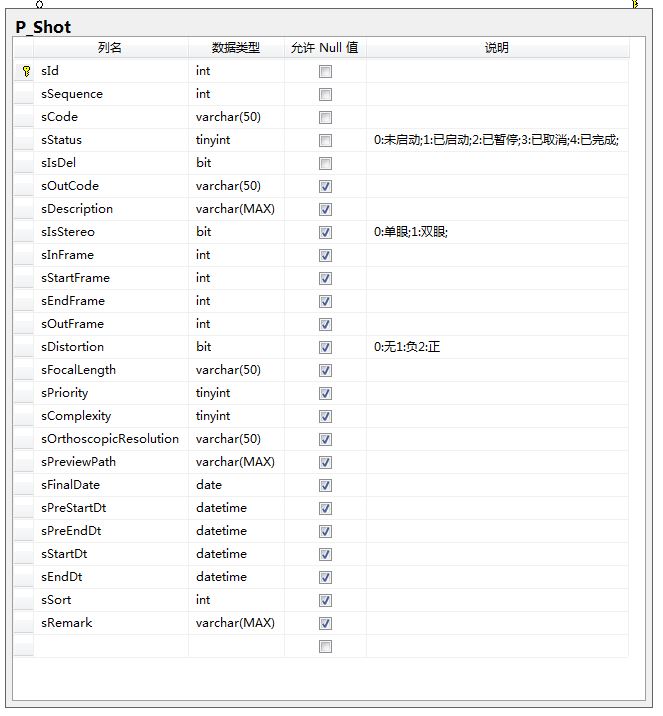 P_Shot
列名 数据类型 允许 Null 值 说明
sId int
sSequence int
sCode varchar(50)
sStatus tinyint 0:未启动;1:已启动;2:已暂停;3:已取消;4:已完成;
sIsDel bit
sOutCode varchar(50)
sDescription varchar(MAX)
sIsStereo bit 0:单眼;1:双眼;
sInFrame int
sStartFrame int
sEndFrame int
sOutFrame int
sDistortion bit 0:无1:负2:正
sFocalLength varchar(50)
sPriority tinyint
sComplexity tinyint
sOrthoscopicResolution varchar(50)
sPreviewPath varchar(MAX)
sFinalDate date
sPreStartDt datetime
sPreEndDt datetime
sStartDt datetime
sEndDt datetime
sSort int
sRemark varchar(MAX)